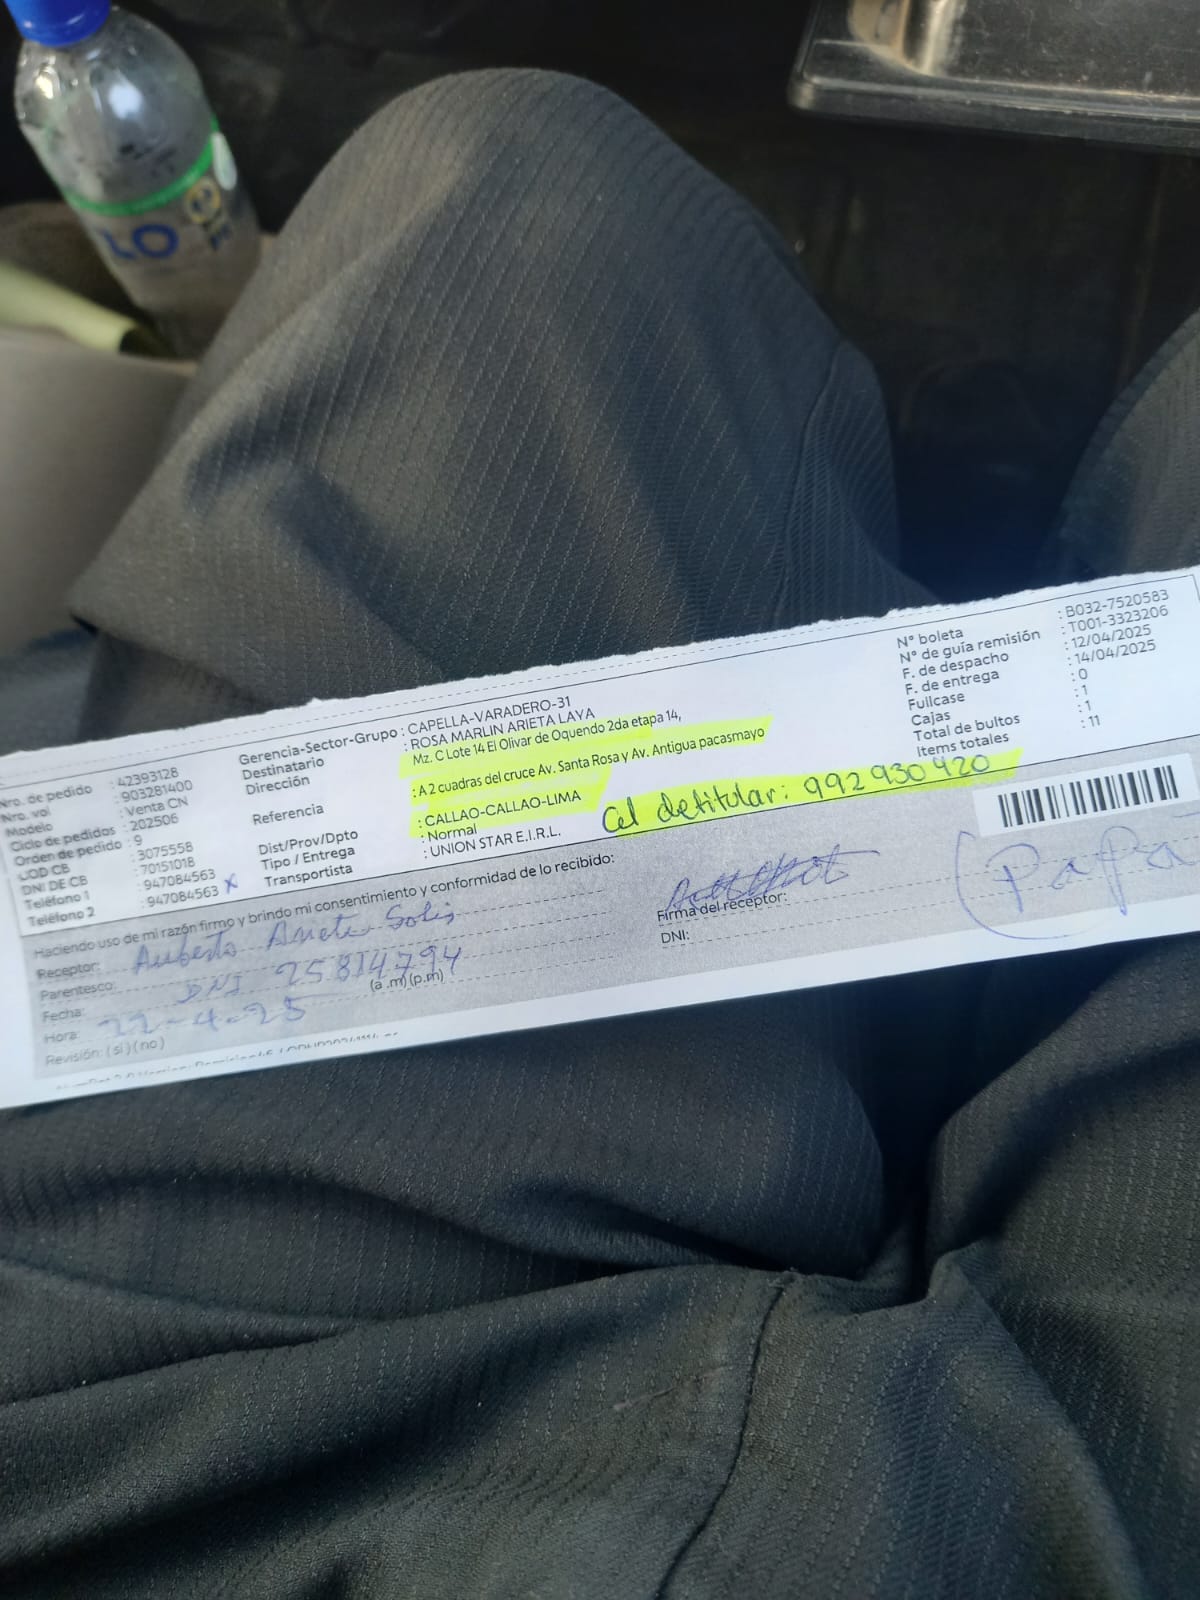 LO
Nro. de pedido : 42393128
Nro. vol : 903281400
Modelo : Venta CN
Ciclo de pedidos : 202506
Orden de pedido : 9
COD CB : 3075558
DNI DE CB : 70151018
Teléfono 1 : 947084563
Teléfono 2 : 947084563 x
Gerencia-Sector-Grupo : CAPELLA-VARADERO-31
Destinatario : ROSA MARLIN ARIETA LAYA
Dirección Mz. C Lote 14 El Olivar de Oquendo 2da etapa 14,
Referencia : A 2 cuadras del cruce Av. Santa Rosa y Av. Antigua pacasmayo
Dist/Prov/Dpto : CALLAO-CALLAO-LIMA
Tipo / Entrega : Normal
Transportista : UNION STAR E.I.R.L.
Cel de titular: 992 930 920
N° boleta : B032-7520583
N° de guía remisión : T001-3323206
F. de despacho : 12/04/2025
F. de entrega : 14/04/2025
Fullcase : 0
Cajas : 1
Total de bultos : 1
Items totales : 11
Haciendo uso de mi razón firmo y brindo mi consentimiento y conformidad de lo recibido:
Receptor: Arieta Solis
Parentesco: DNI 25814794
Fecha: (a.m)(p.m)
Hora: 22-4-25
Revisión: (si)(no)
Firma del receptor:
DNI:
(Papá